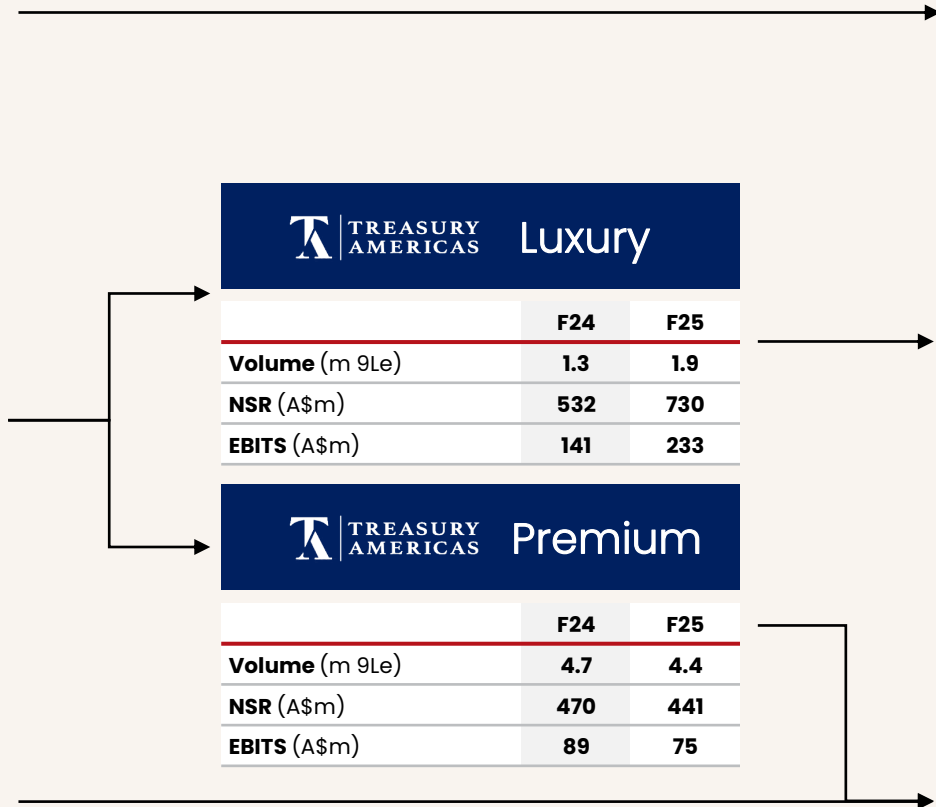 TREASURY AMERICAS Luxury
F24 F25
Volume (m 9Le) 1.3 1.9
NSR (A$m) 532 730
EBITS (A$m) 141 233
TREASURY AMERICAS Premium
F24 F25
Volume (m 9Le) 4.7 4.4
NSR (A$m) 470 441
EBITS (A$m) 89 75